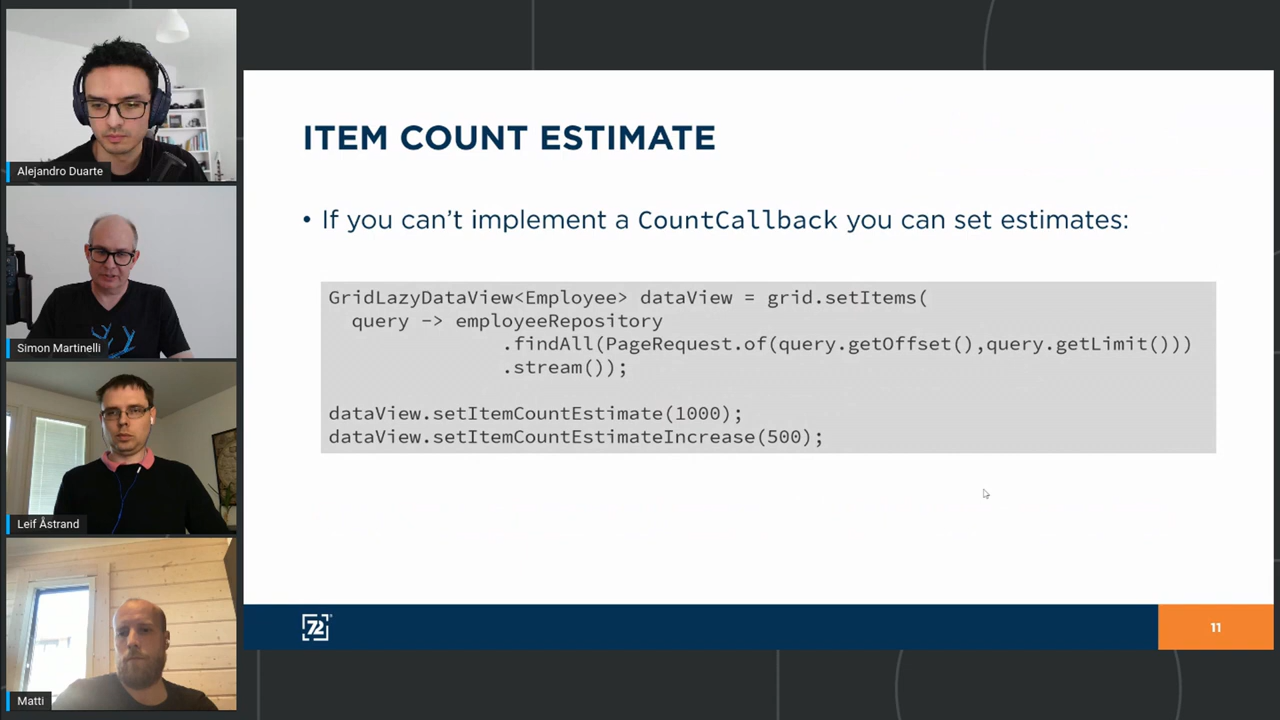 Alejandro Duarte
Simon Martinelli
Leif Åstrand
Matti
ITEM COUNT ESTIMATE
• If you can't implement a CountCallback you can set estimates:
GridLazyDataView<Employee> dataView = grid.setItems(
query -> employeeRepository
.findAll(PageRequest.of(query.getOffset(),query.getLimit()))
.stream());
dataView.setItemCountEstimate(1000);
dataView.setItemCountEstimateIncrease(500);
72
11